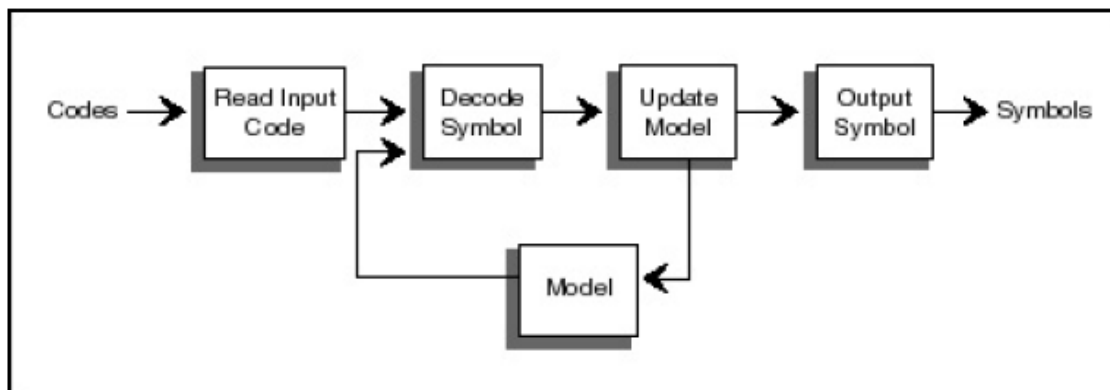 Codes
Read Input
Code
Decode
Symbol
Update
Model
Output
Symbol
Symbols
Model